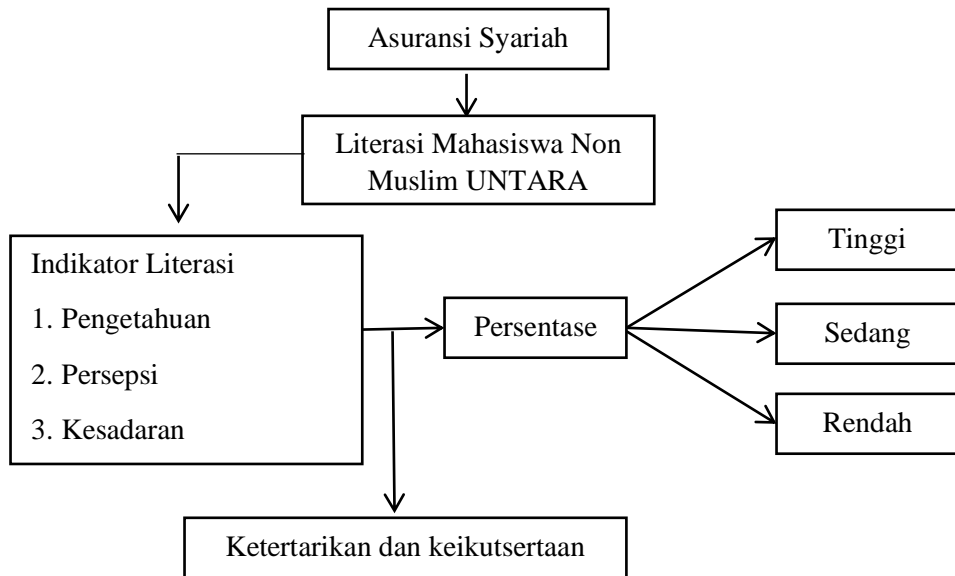 Asuransi Syariah
Literasi Mahasiswa Non
Muslim UNTARA
Indikator Literasi
1. Pengetahuan
2. Persepsi
3. Kesadaran
Persentase
Tinggi
Sedang
Rendah
Ketertarikan dan keikutsertaan